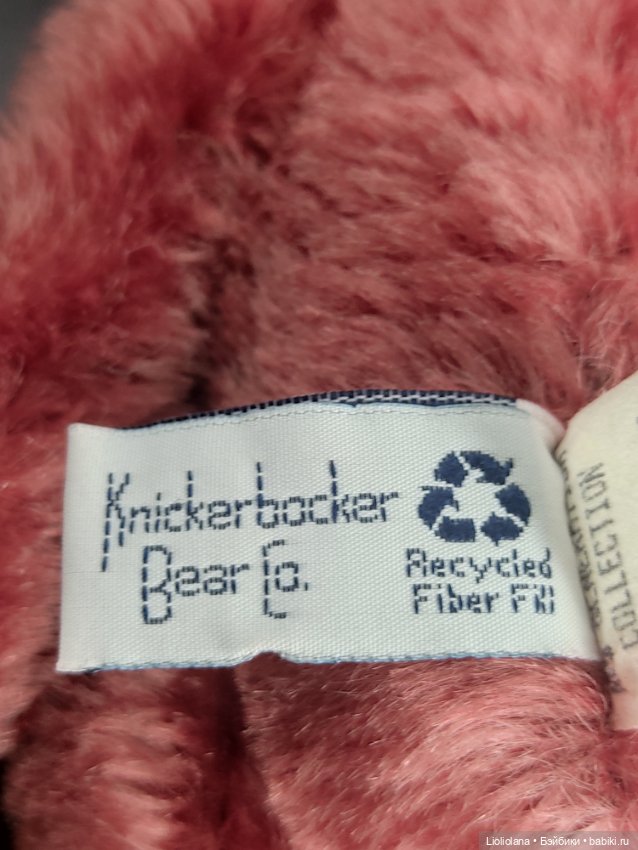 Knickerbocker
Bear Co.
Recycled
Fiber Fill
COLLECTION
Lioliolana • Бэйбики • babiki.ru